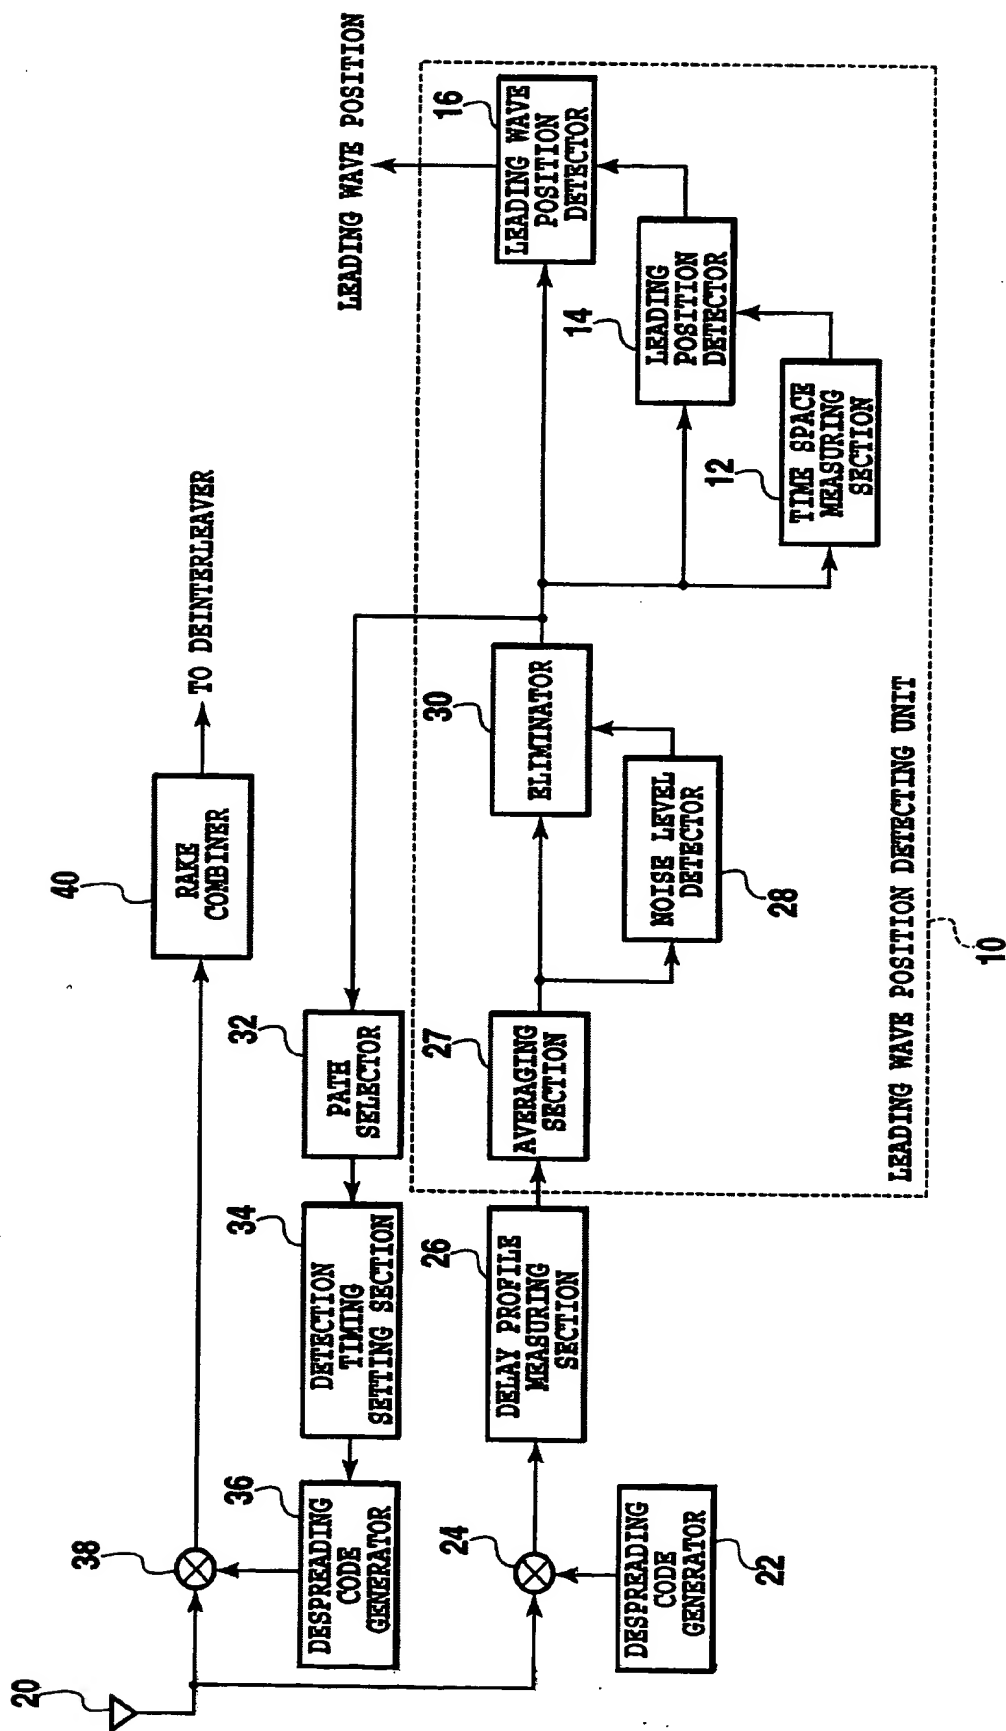 20
38
40
RAKE
COMBINER
TO DEINTERLEAVER
LEADING WAVE POSITION
36
DESPREADING
CODE
GENERATOR
34
DETECTION
TIMING
SETTING SECTION
32
PATH
SELECTOR
24
22
DESPREADING
CODE
GENERATOR
26
DELAY PROFILE
MEASURING
SECTION
27
AVERAGING
SECTION
30
ELIMINATOR
28
NOISE LEVEL
DETECTOR
16
LEADING WAVE
POSITION
DETECTOR
14
LEADING
POSITION
DETECTOR
12
TIME SPACE
MEASURING
SECTION
LEADING WAVE POSITION DETECTING UNIT
10